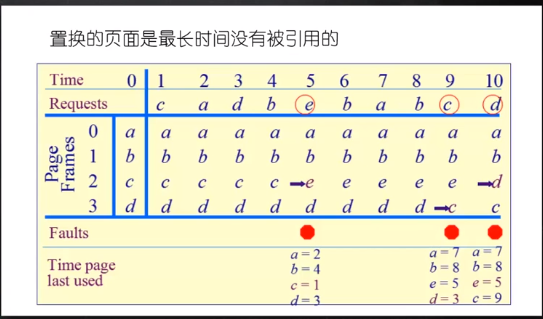 置换的页面是最长时间没有被引用的
Time 0 1 2 3 4 5 6 7 8 9 10
Requests c a d b e b a b c d
Page Frames
0 a a a a a a a a a a a
1 b b b b b b b b b b b
2 c c c c c e e e e e d
3 d d d d d d d d d c c
Faults
Time page last used
a = 2 a = 7 a = 7
b = 4 b = 8 b = 8
c = 1 e = 5 e = 5
d = 3 d = 3 c = 9